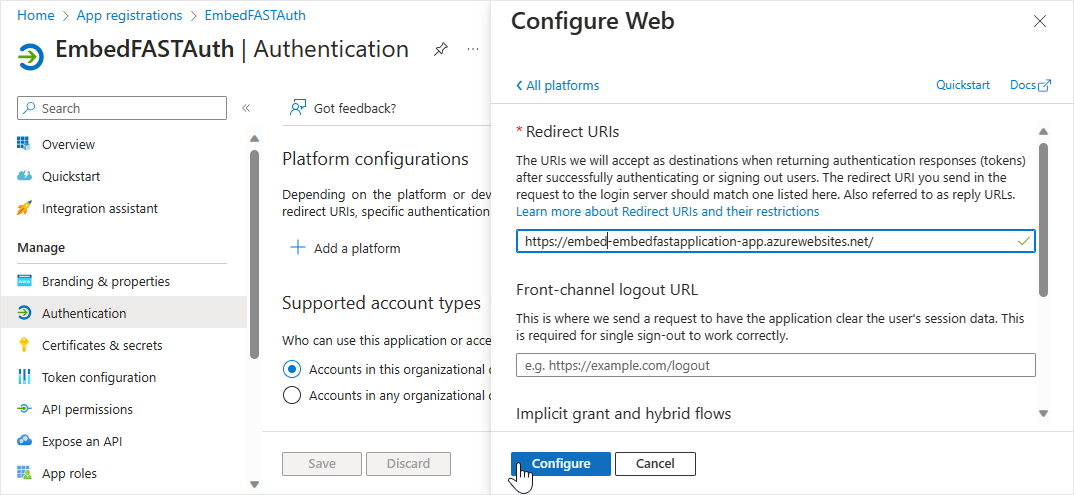 Home > App registrations > EmbedFASTAuth
EmbedFASTAuth | Authentication
Search
Overview
Quickstart
Integration assistant
Manage
Branding & properties
Authentication
Certificates & secrets
Token configuration
API permissions
Expose an API
App roles
Got feedback?
Platform configurations
Depending on the platform or dev
redirect URIs, specific authentication
Add a platform
Supported account types
Who can use this application or acce
Accounts in this organizational d
Accounts in any organizational d
Save Discard
Configure Web
All platforms Quickstart Docs
* Redirect URIs
The URIs we will accept as destinations when returning authentication responses (tokens)
after successfully authenticating or signing out users. The redirect URI you send in the
request to the login server should match one listed here. Also referred to as reply URLs.
Learn more about Redirect URIs and their restrictions
https://embed-embedfastapplication-app.azurewebsites.net/
Front-channel logout URL
This is where we send a request to have the application clear the user's session data. This
is required for single sign-out to work correctly.
e.g. https://example.com/logout
Implicit grant and hybrid flows
Configure Cancel